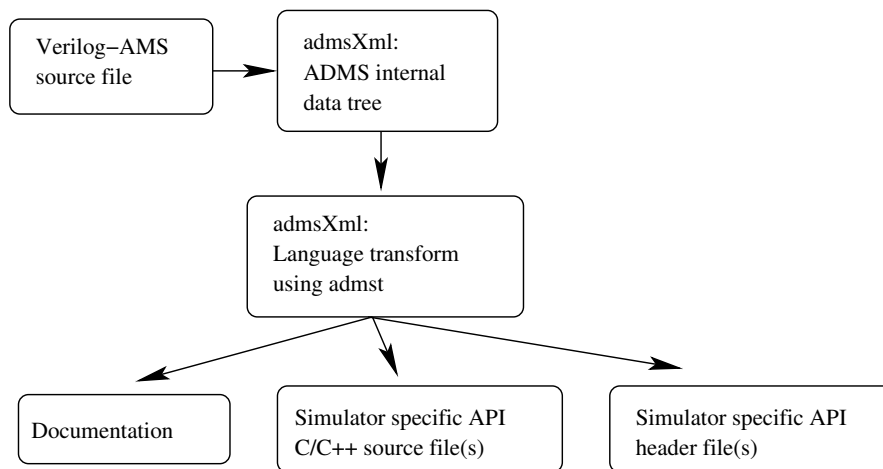 Verilog−AMS
source file
admsXml:
ADMS internal
data tree
admsXml:
Language transform
using admst
Documentation
Simulator specific API
C/C++ source file(s)
Simulator specific API
header file(s)